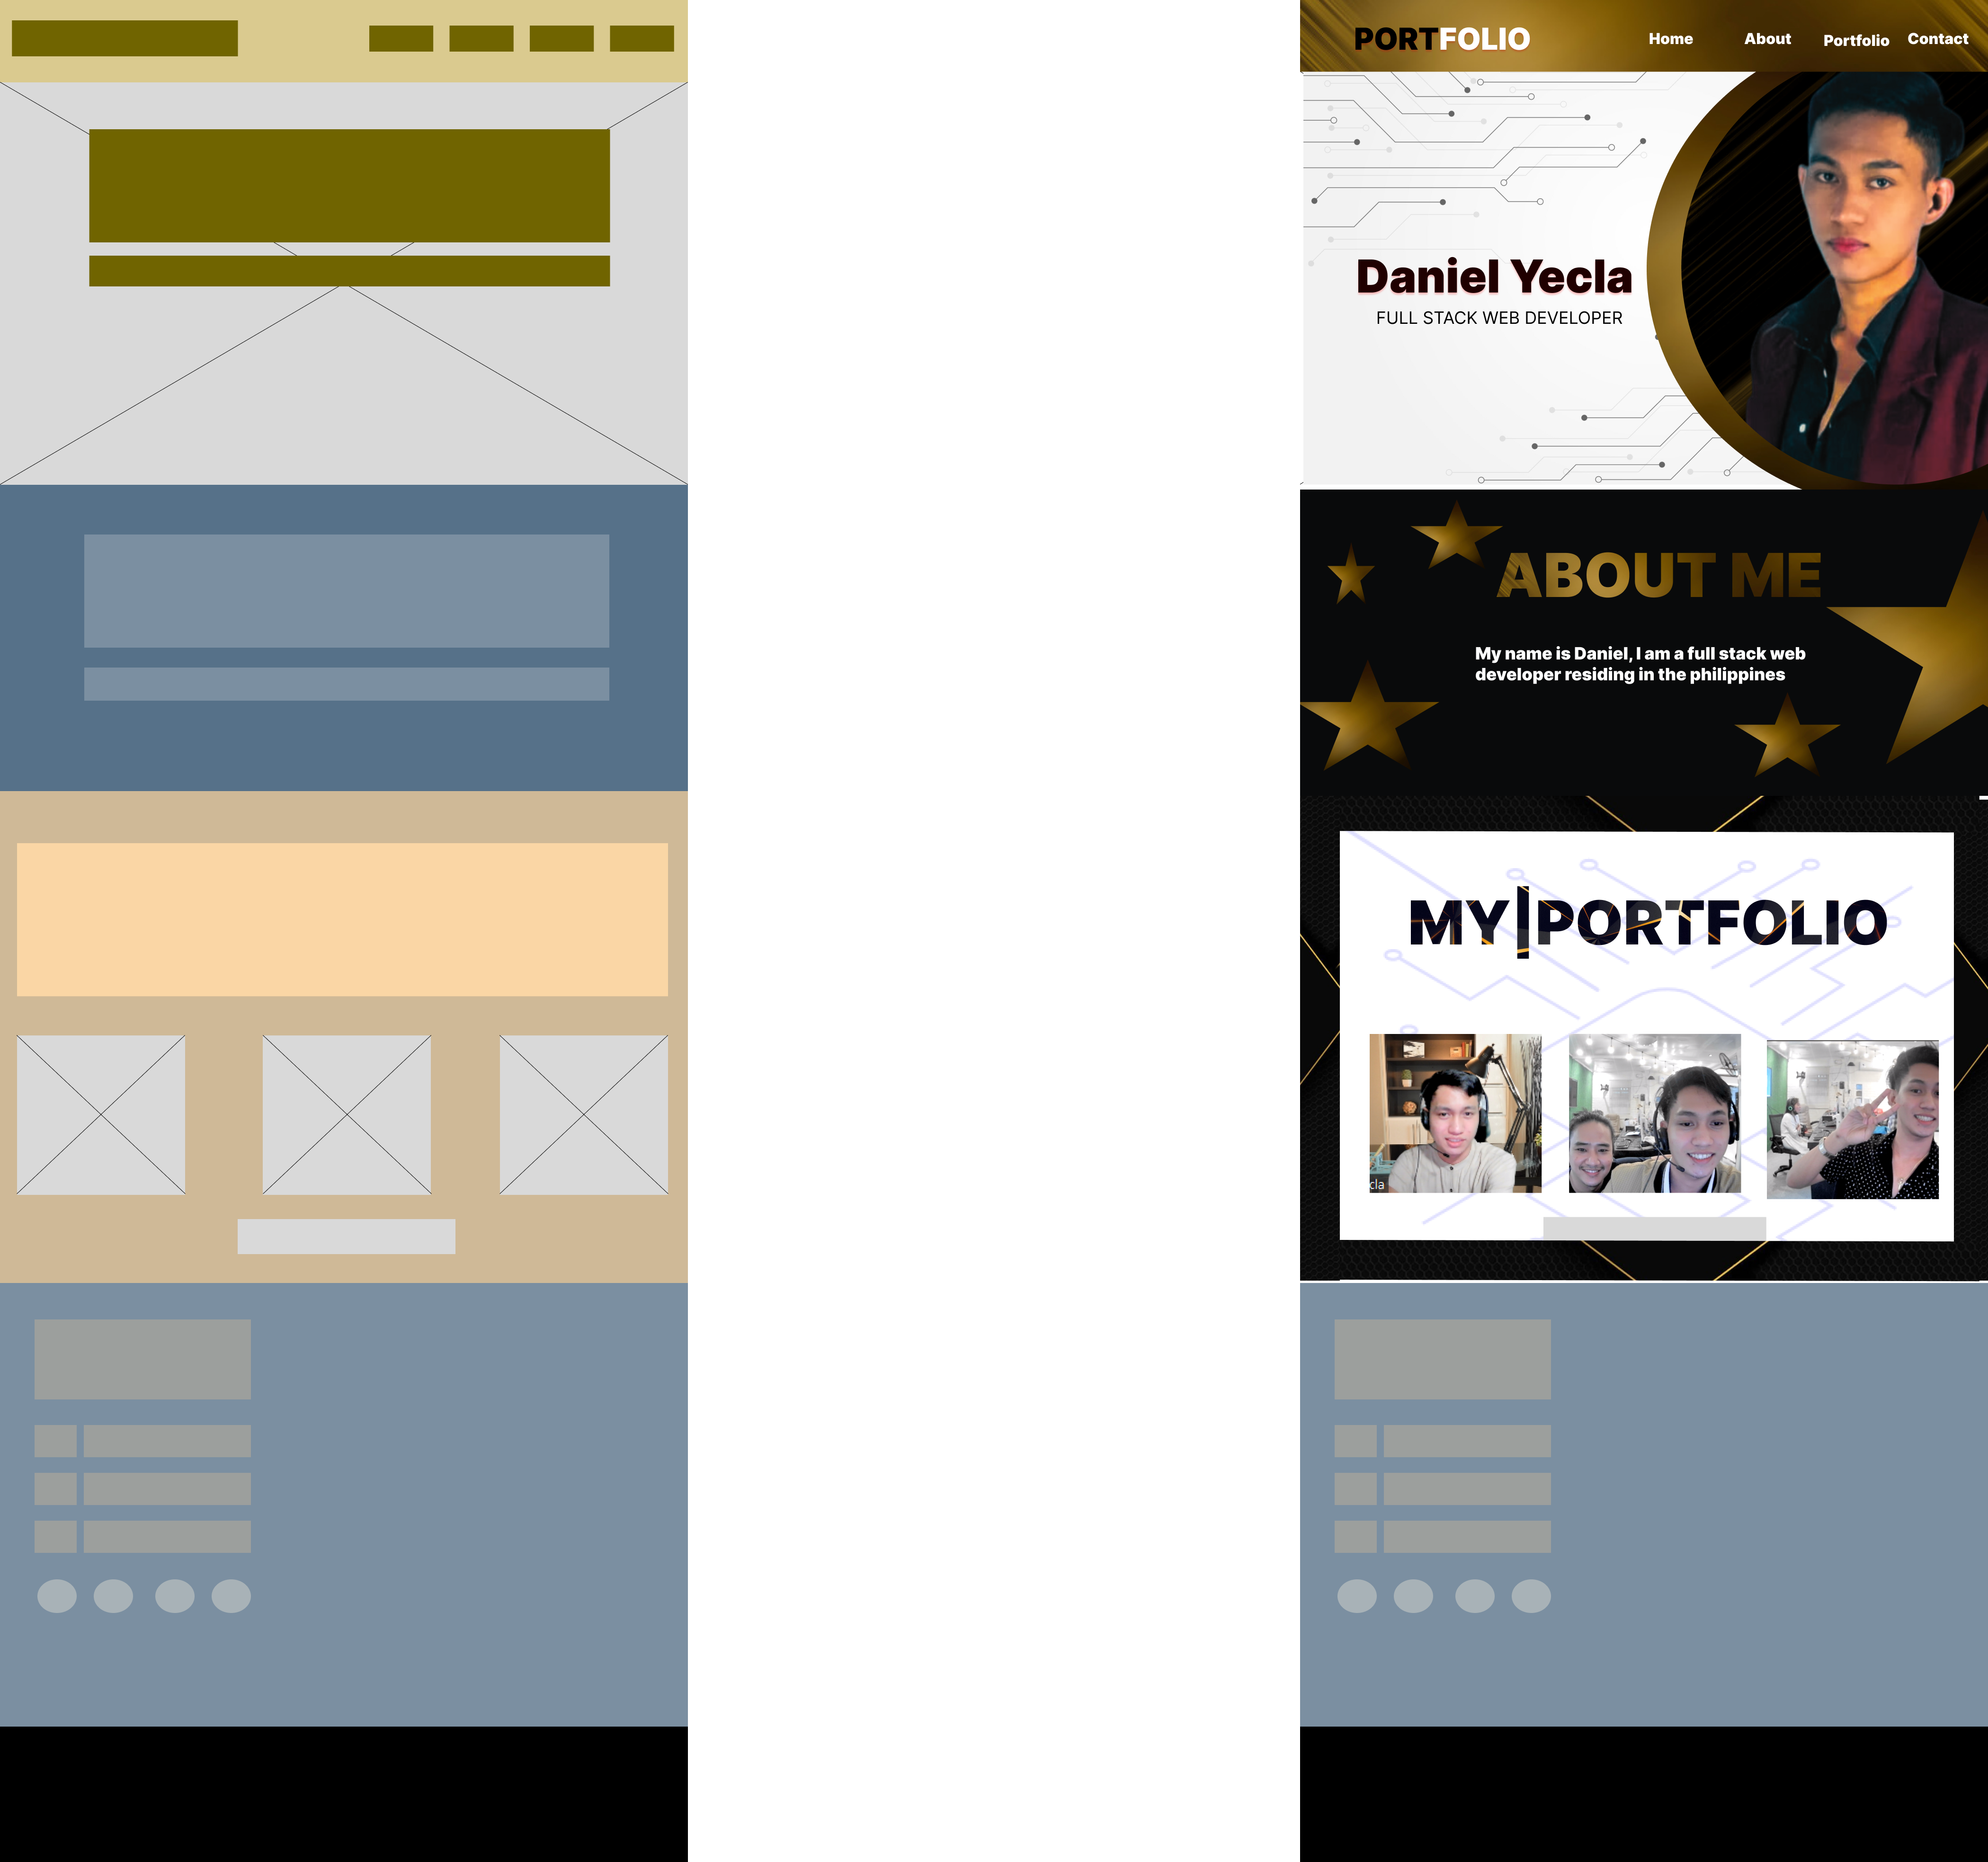 PORTFOLIO
Home
About
Portfolio
Contact
Daniel Yecla
FULL STACK WEB DEVELOPER
ABOUT ME
My name is Daniel, I am a full stack web
developer residing in the philippines
MY|PORTFOLIO
cla